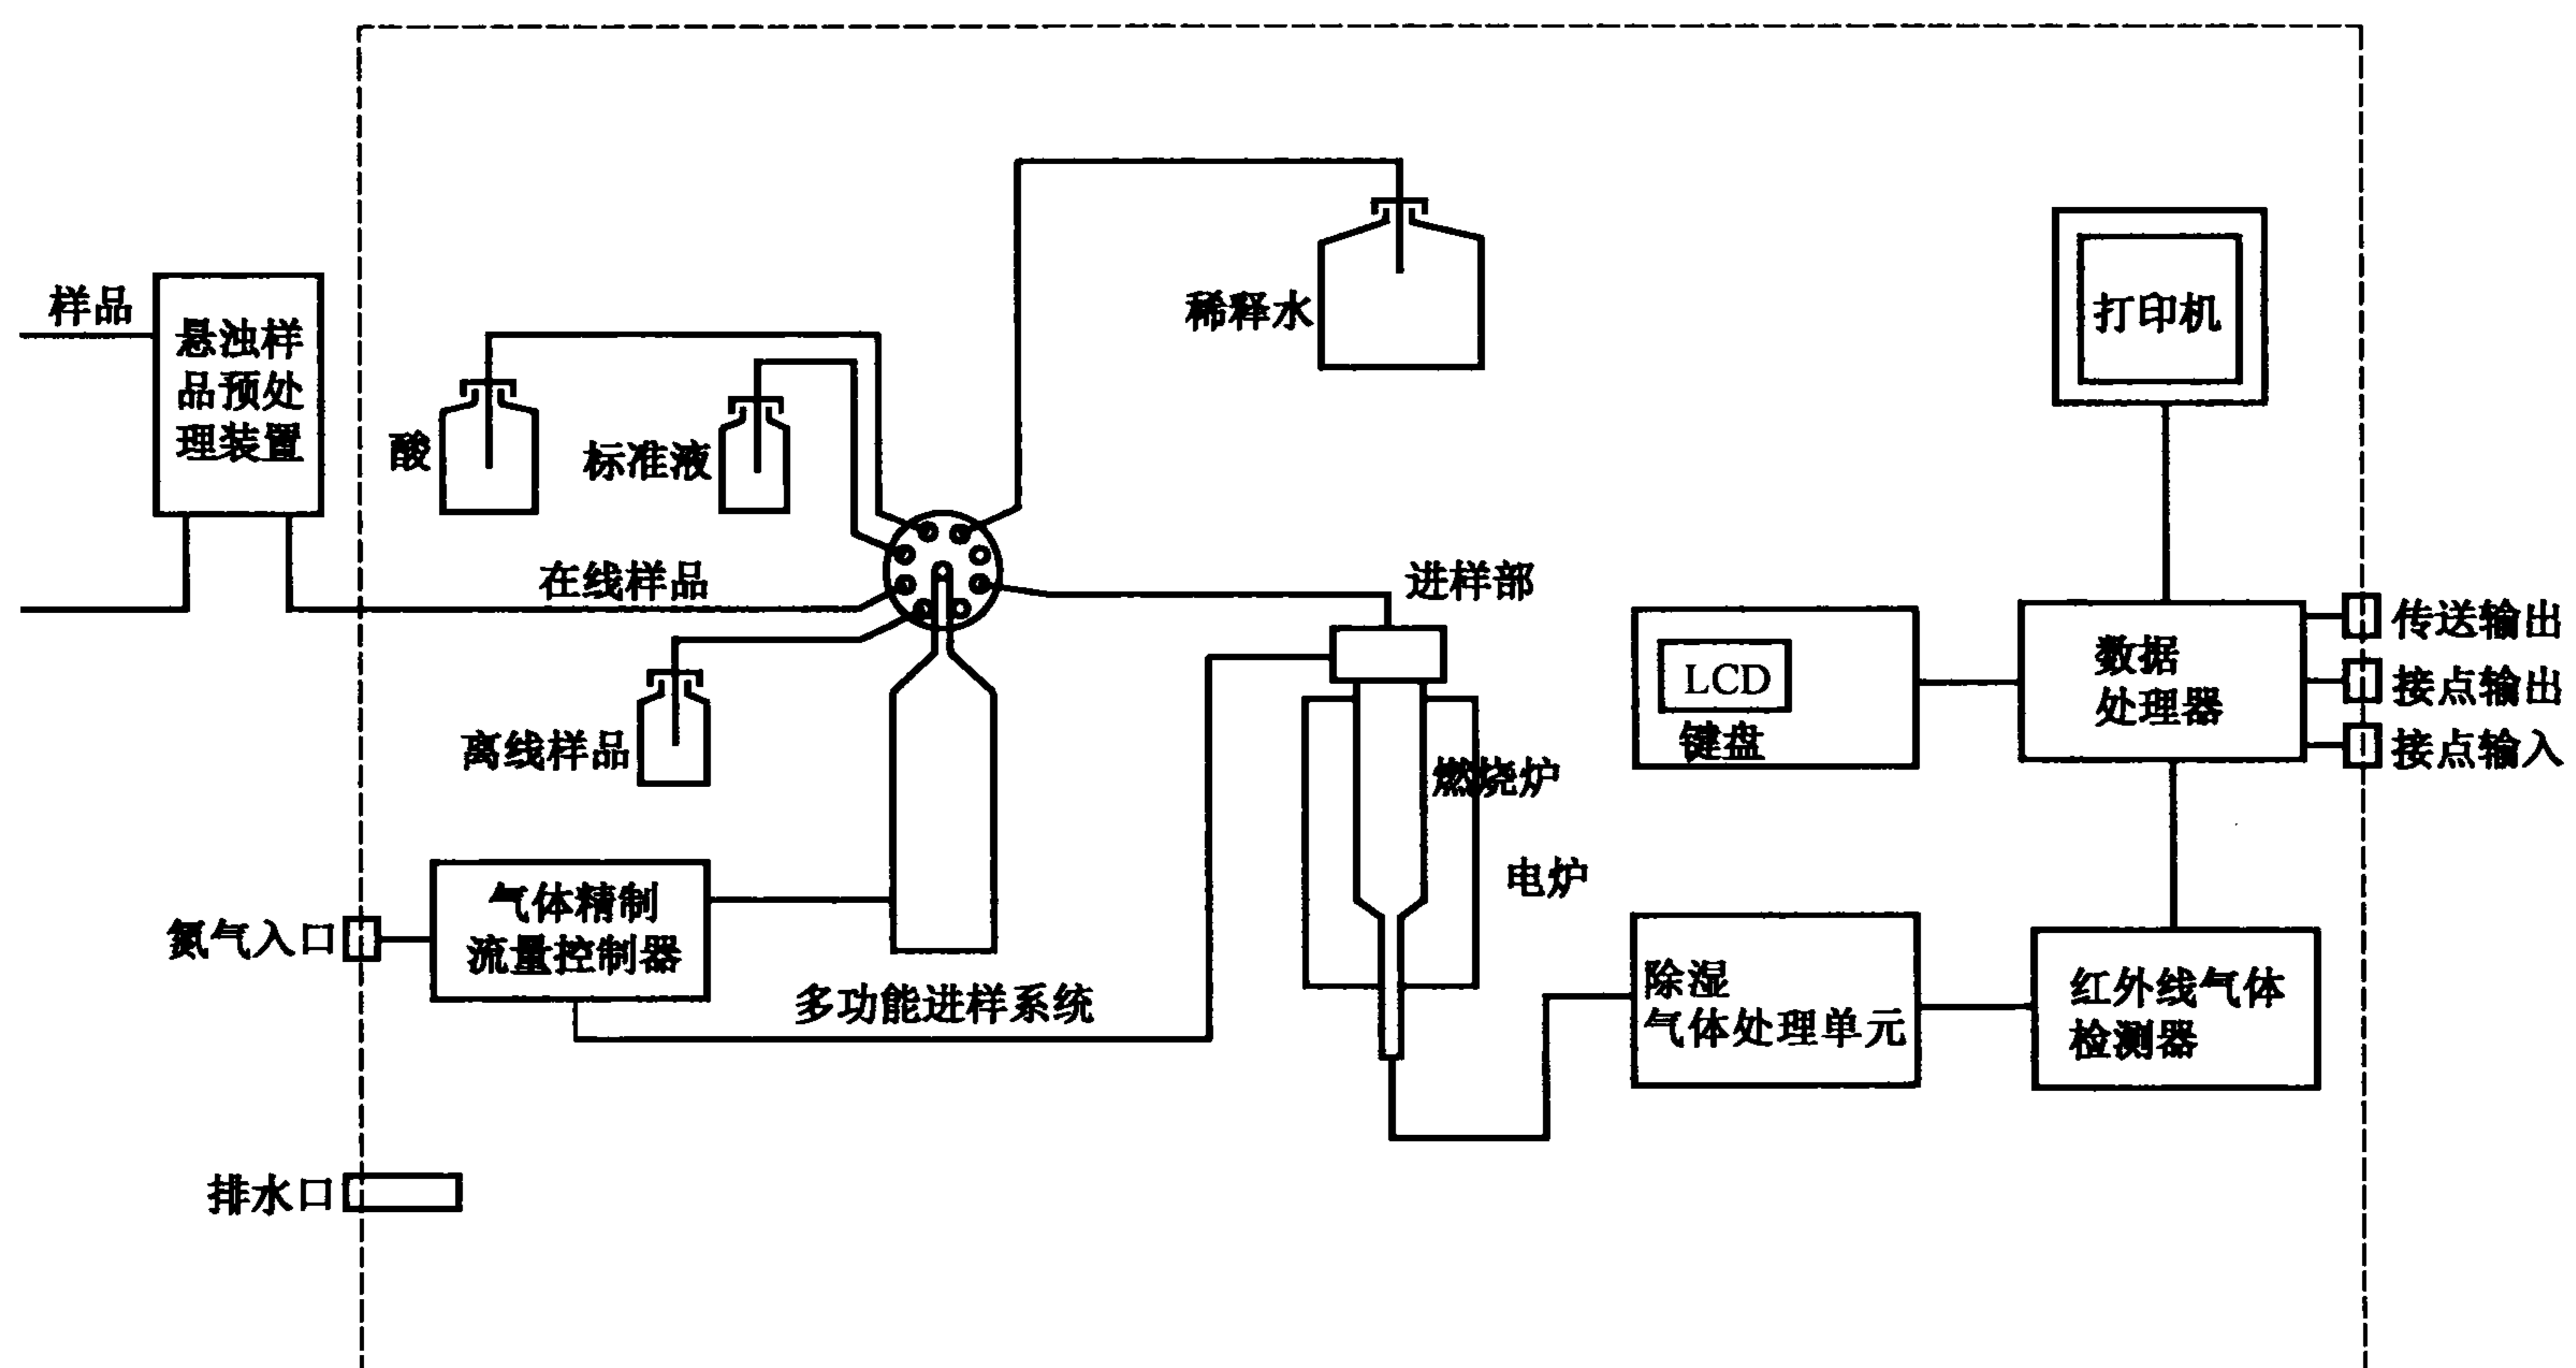 样品
悬浊样
品预处
理装置
酸
标准液
稀释水
打印机
在线样品
进样部
离线样品
LCD
键盘
数据
处理器
传送输出
接点输出
接点输入
燃烧炉
电炉
氮气入口
气体精制
流量控制器
多功能进样系统
除湿
气体处理单元
红外线气体
检测器
排水口